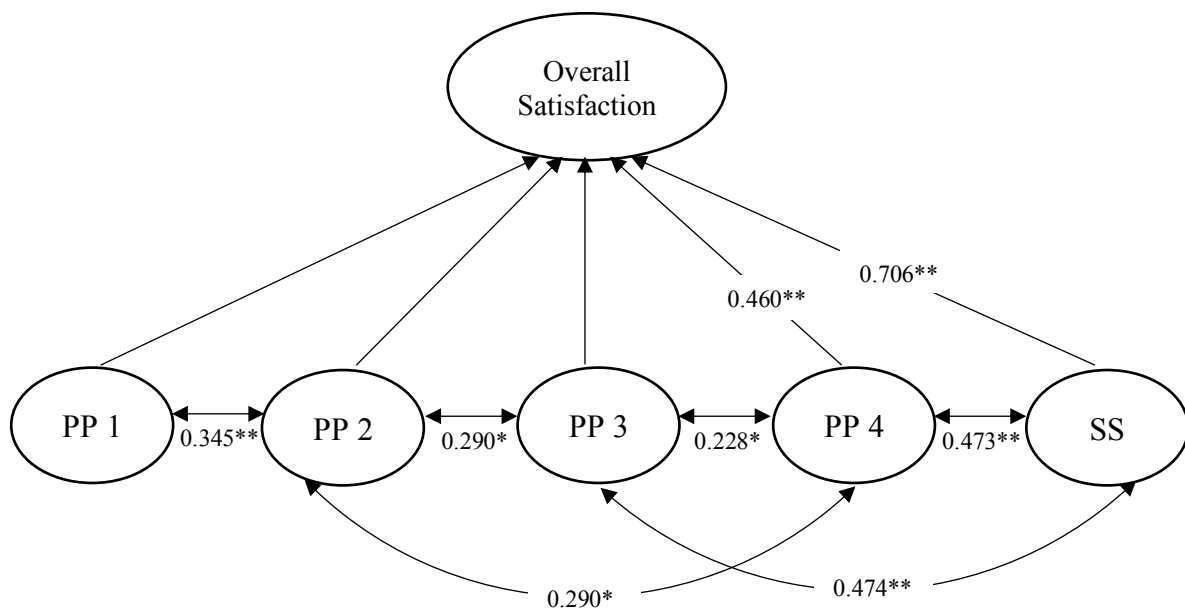 Overall
Satisfaction
0.706**
0.460**
PP 1
PP 2
PP 3
PP 4
SS
0.345**
0.290*
0.228*
0.473**
0.290*
0.474**